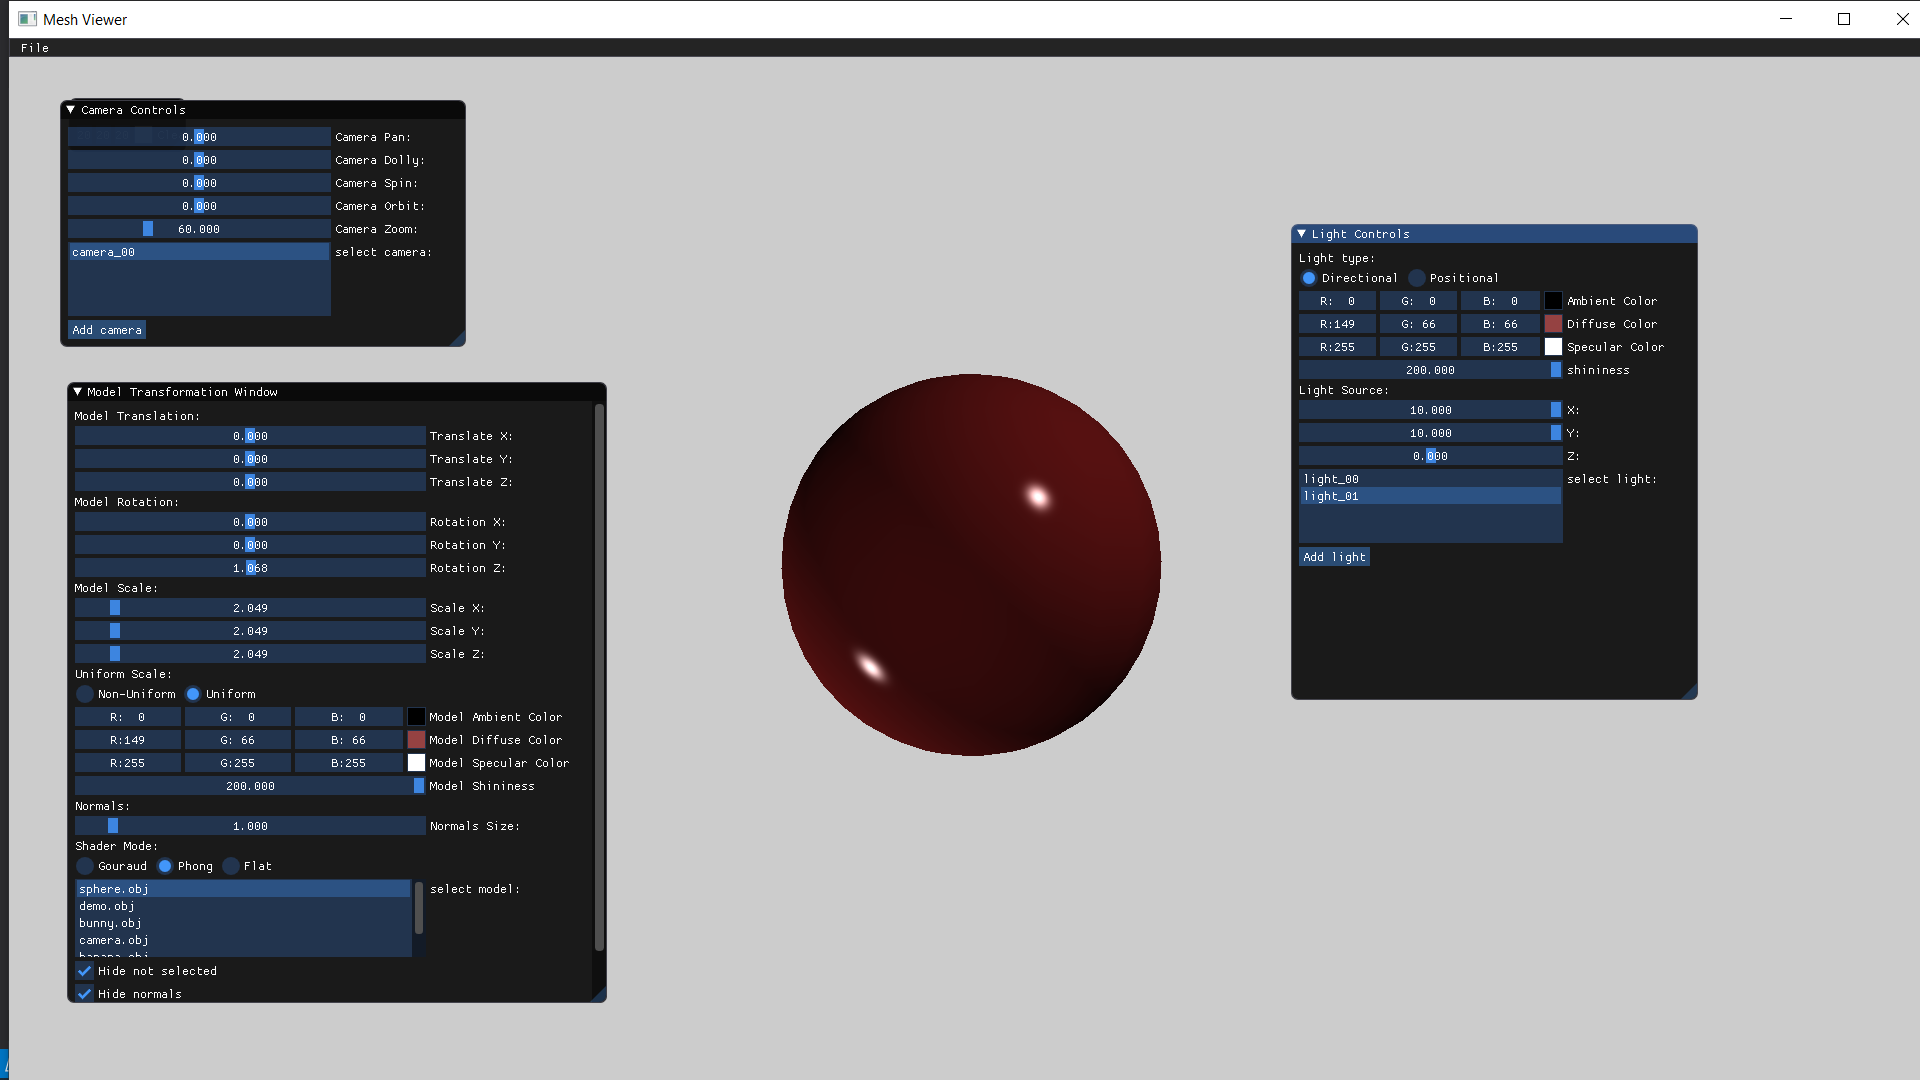 Mesh Viewer
File
Camera Controls
0.000 Camera Pan:
0.000 Camera Dolly:
0.000 Camera Spin:
0.000 Camera Orbit:
60.000 Camera Zoom:
camera_00 select camera:
Add camera
Model Transformation Window
Model Translation:
0.000 Translate X:
0.000 Translate Y:
0.000 Translate Z:
Model Rotation:
0.000 Rotation X:
0.000 Rotation Y:
1.068 Rotation Z:
Model Scale:
2.049 Scale X:
2.049 Scale Y:
2.049 Scale Z:
Uniform Scale:
Non-Uniform Uniform
R: 0 G: 0 B: 0 Model Ambient Color
R:149 G: 66 B: 66 Model Diffuse Color
R:255 G:255 B:255 Model Specular Color
200.000 Model Shininess
Normals:
1.000 Normals Size:
Shader Mode:
Gouraud Phong Flat
sphere.obj select model:
demo.obj
bunny.obj
camera.obj
banana.obj
Hide not selected
Hide normals
Light Controls
Light type:
Directional Positional
R: 0 G: 0 B: 0 Ambient Color
R:149 G: 66 B: 66 Diffuse Color
R:255 G:255 B:255 Specular Color
200.000 shininess
Light Source:
10.000 X:
10.000 Y:
0.000 Z:
light_00 select light:
light_01
Add light